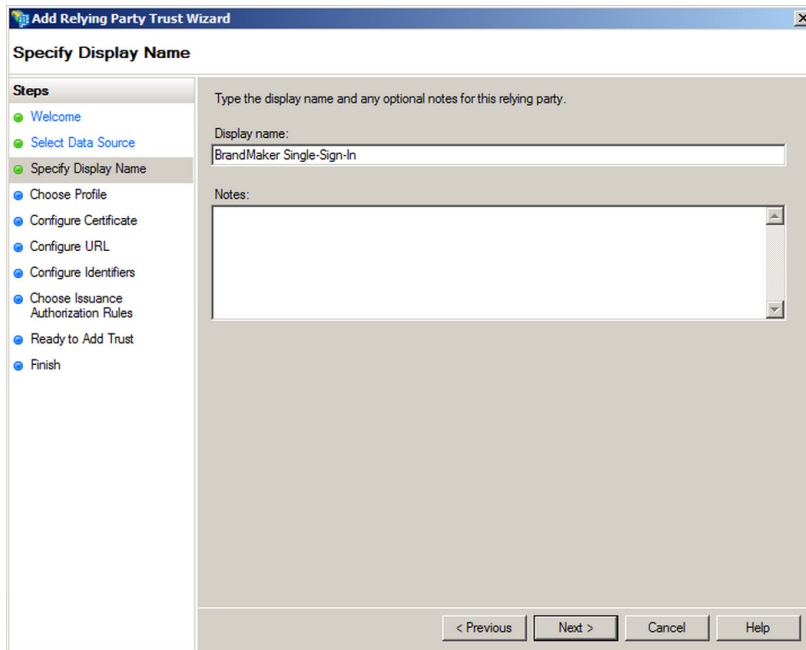 Add Relying Party Trust Wizard
Specify Display Name
Steps
Welcome
Select Data Source
Specify Display Name
Choose Profile
Configure Certificate
Configure URL
Configure Identifiers
Choose Issuance
Authorization Rules
Ready to Add Trust
Finish
Type the display name and any optional notes for this relying party.
Display name:
BrandMaker Single-Sign-In
Notes:
< Previous
Next >
Cancel
Help